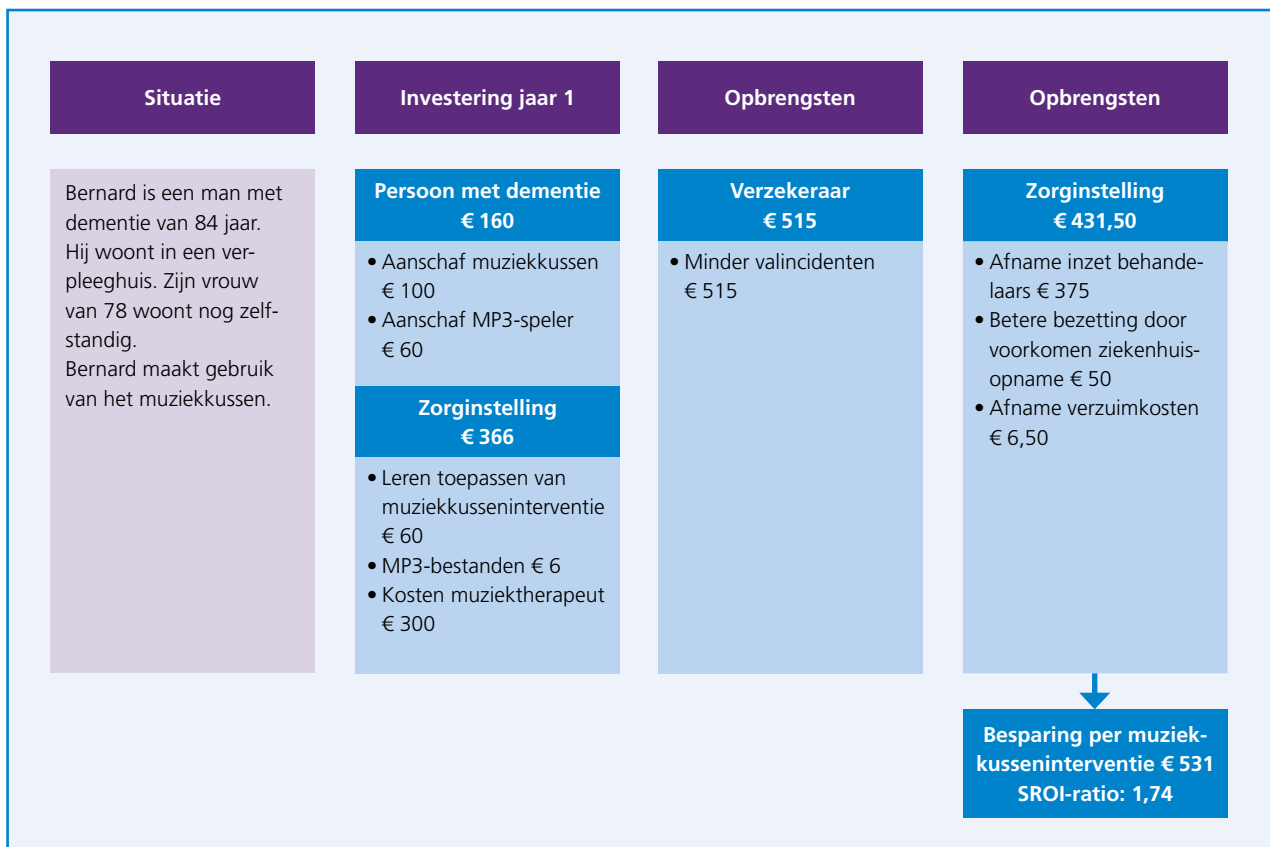 Situatie
Bernard is een man met
dementie van 84 jaar.
Hij woont in een ver-
pleeghuis. Zijn vrouw
van 78 woont nog zelf-
standig.
Bernard maakt gebruik
van het muziekkussen.
Investering jaar 1
Persoon met dementie
€ 160
• Aanschaf muziekkussen
€ 100
• Aanschaf MP3-speler
€ 60
Zorginstelling
€ 366
• Leren toepassen van
muziekkusseninterventie
€ 60
• MP3-bestanden € 6
• Kosten muziektherapeut
€ 300
Opbrengsten
Verzekeraar
€ 515
• Minder valincidenten
€ 515
Opbrengsten
Zorginstelling
€ 431,50
• Afname inzet behande-
laars € 375
• Betere bezetting door
voorkomen ziekenhuis-
opname € 50
• Afname verzuimkosten
€ 6,50
Besparing per muziek-
kusseninterventie € 531
SROI-ratio: 1,74